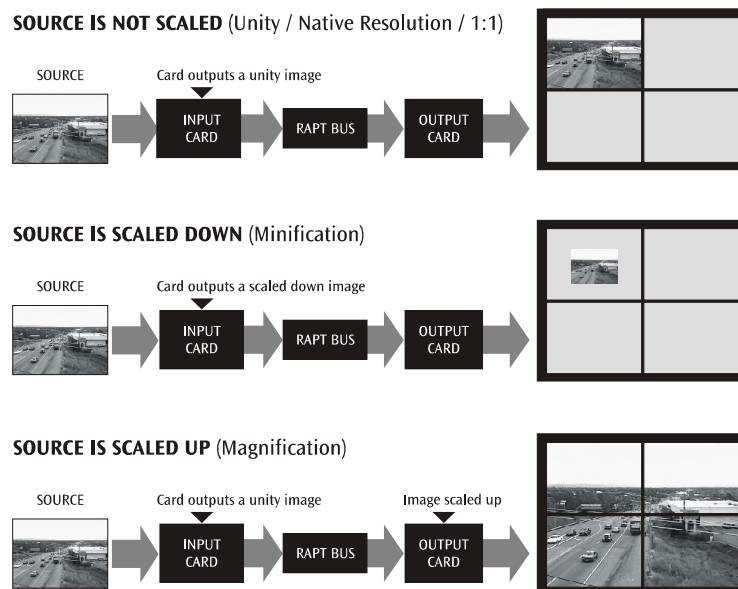 SOURCE IS NOT SCALED (Unity / Native Resolution / 1:1)
SOURCE
Card outputs a unity image
INPUT
CARD
RAPT BUS
OUTPUT
CARD
SOURCE IS SCALED DOWN (Minification)
SOURCE
Card outputs a scaled down image
INPUT
CARD
RAPT BUS
OUTPUT
CARD
SOURCE IS SCALED UP (Magnification)
SOURCE
Card outputs a unity image
Image scaled up
INPUT
CARD
RAPT BUS
OUTPUT
CARD